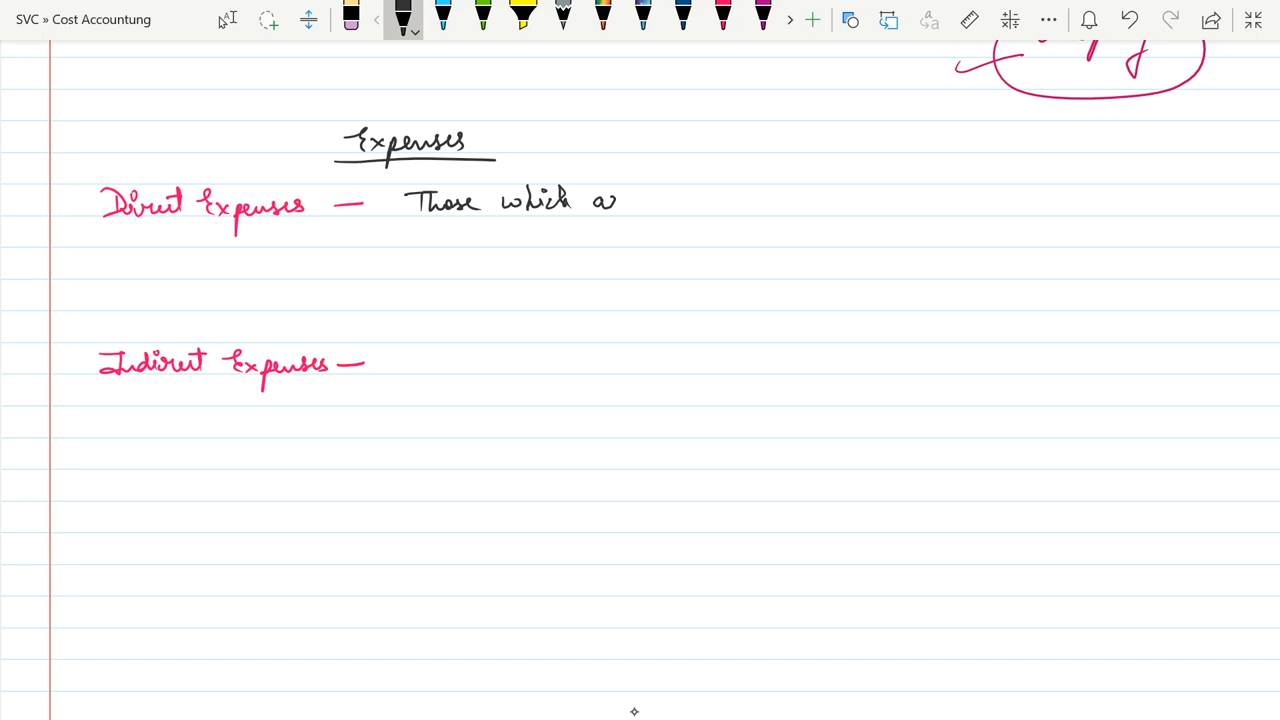 SVC » Cost Accountung
Expenses
Direct Expenses — Those which a
Indirect Expenses —